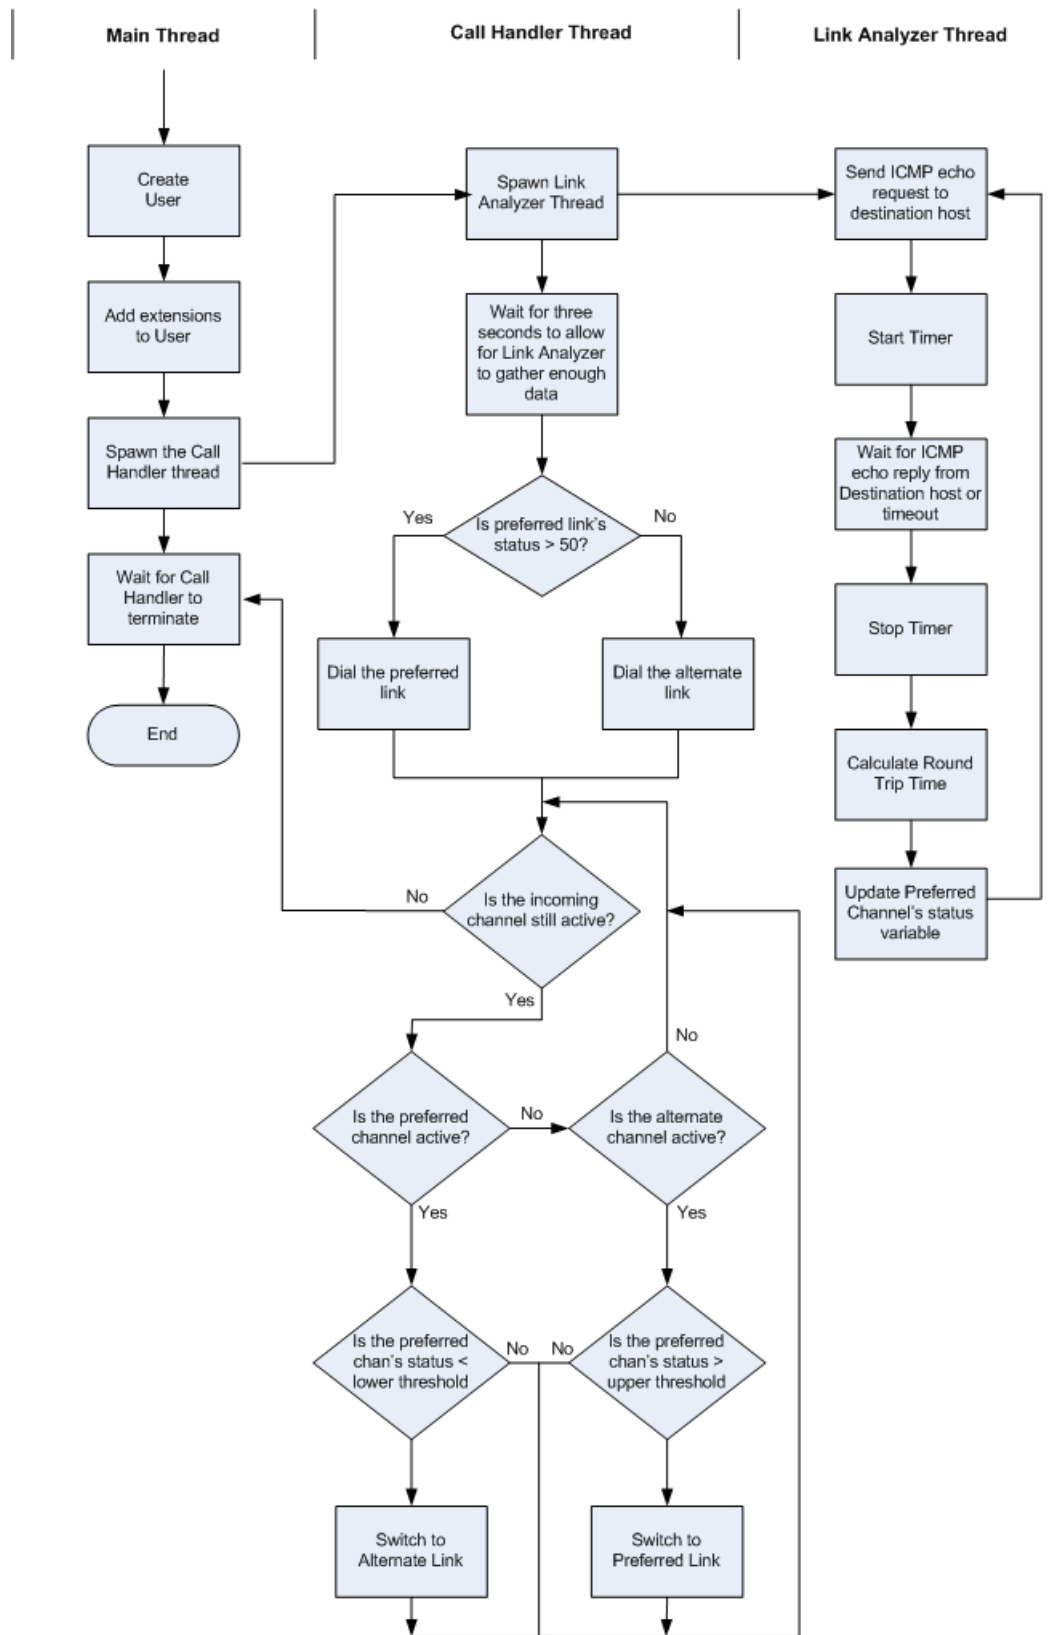 Main Thread
Call Handler Thread
Link Analyzer Thread
Create
User
Add extensions
to User
Spawn the Call
Handler thread
Wait for Call
Handler to
terminate
End
Spawn Link
Analyzer Thread
Wait for three
seconds to allow
for Link Analyzer
to gather enough
data
Is preferred link's
status > 50?
Yes
No
Dial the preferred
link
Dial the alternate
link
Is the incoming
channel still active?
No
Yes
Is the preferred
channel active?
No
Is the alternate
channel active?
No
Yes
Yes
Is the preferred
chan's status <
lower threshold
No
No
Is the preferred
chan's status >
upper threshold
Switch to
Alternate Link
Switch to
Preferred Link
Send ICMP echo
request to
destination host
Start Timer
Wait for ICMP
echo reply from
Destination host or
timeout
Stop Timer
Calculate Round
Trip Time
Update Preferred
Channel's status
variable